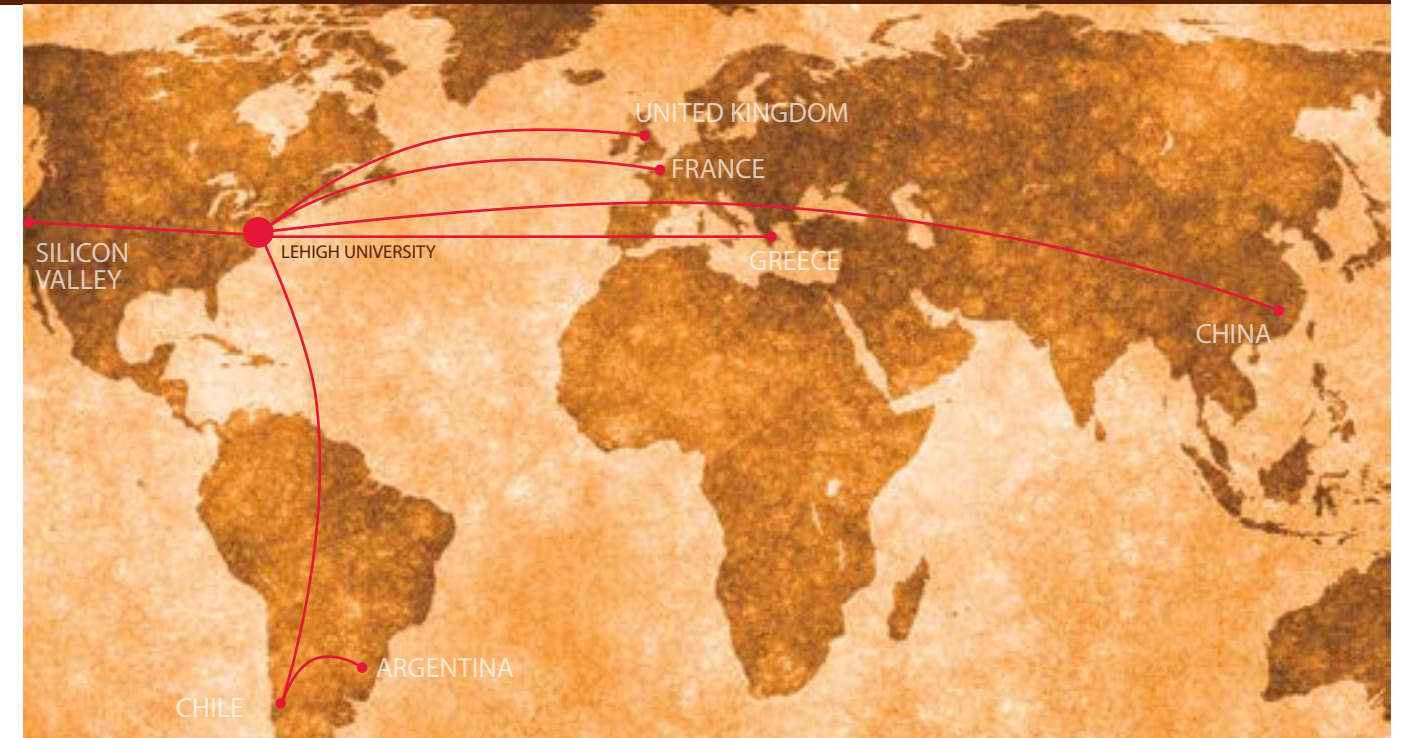 UNITED KINGDOM
FRANCE
SILICON
VALLEY
LEHIGH UNIVERSITY
GREECE
CHINA
ARGENTINA
CHILE